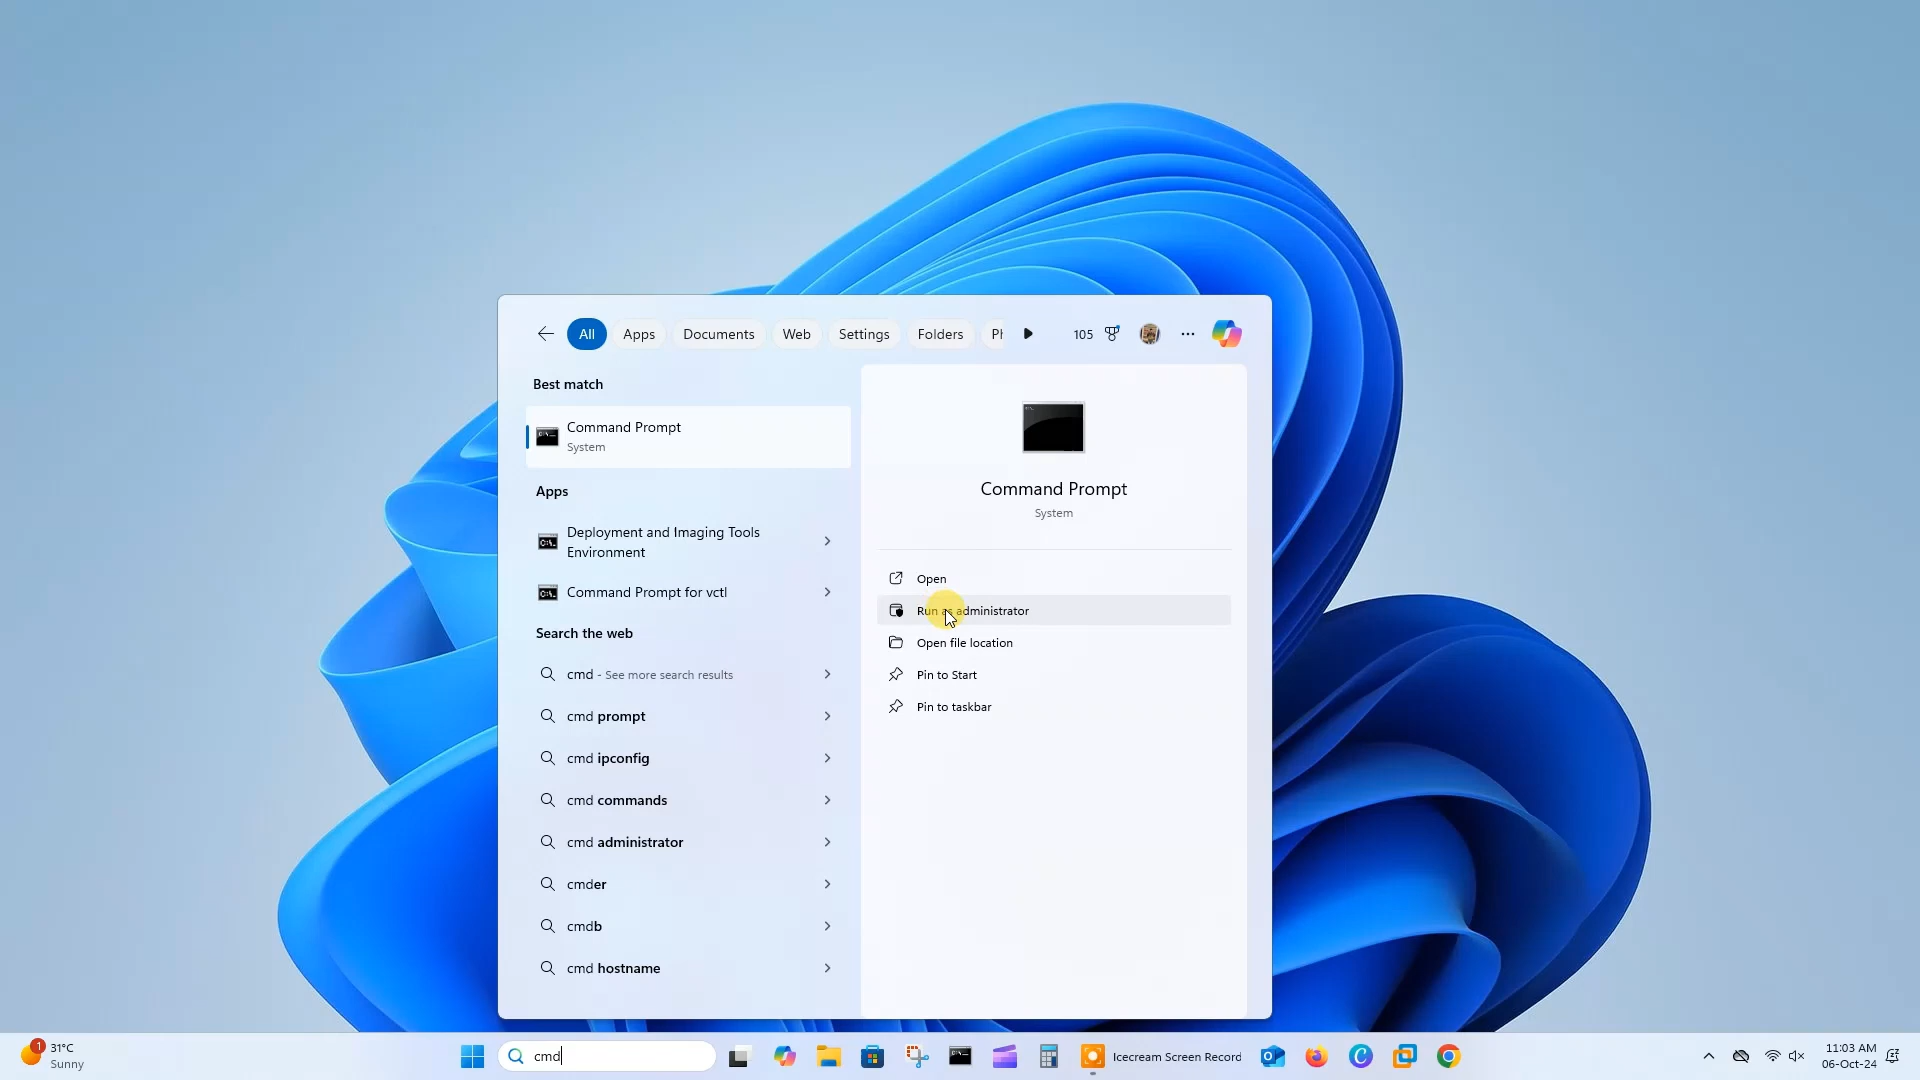 All
Apps
Documents
Web
Settings
Folders
105
Best match
Command Prompt
System
Apps
Deployment and Imaging Tools
Environment
Command Prompt for vctl
Search the web
cmd - See more search results
cmd prompt
cmd ipconfig
cmd commands
cmd administrator
cmder
cmdb
cmd hostname
Command Prompt
System
Open
Run as administrator
Open file location
Pin to Start
Pin to taskbar
1
31°C
Sunny
cmd
Icecream Screen Record
11:03 AM
06-Oct-24